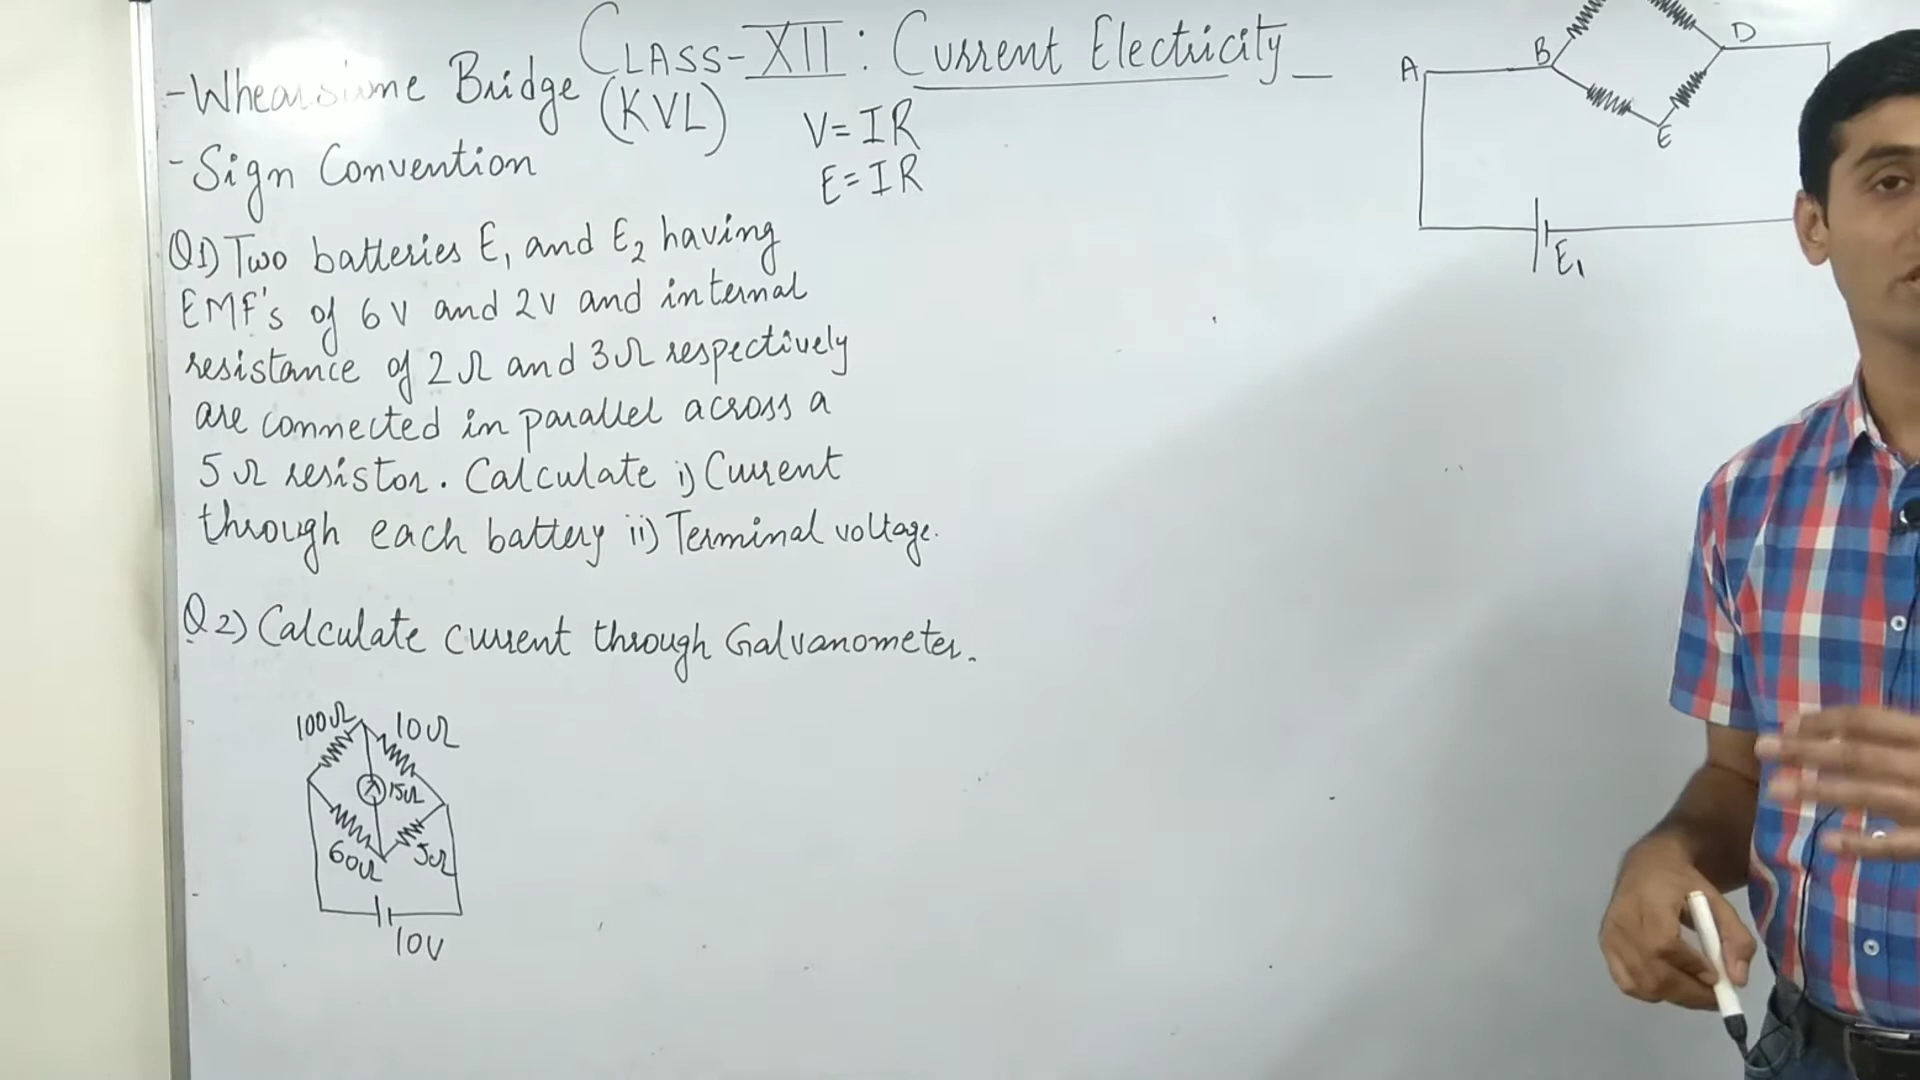 CLASS-XII: Current Electricity
- Bridge (KVL)
- Sign Convention
V=IR
E=IR
Q1) Two batteries E₁ and E₂ having
EMF's of 6V and 2V and internal
resistance of 2Ω and 3Ω respectively
are connected in parallel across a
5Ω resistor. Calculate i) Current
through each battery ii) Terminal voltage.
Q2) Calculate current through Galvanometer.
100Ω 10Ω
15Ω
60Ω 5Ω
10V
A B D
E
E₁